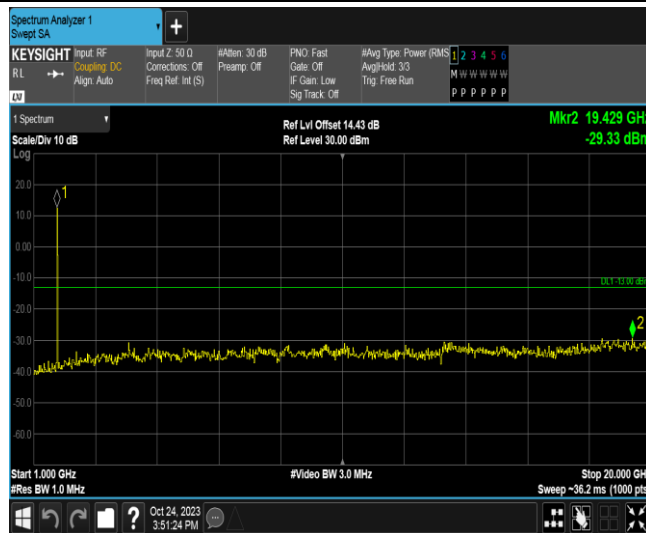 Spectrum Analyzer 1
Swept SA
+
KEYSIGHT
RL
LXI
Input: RF
Coupling: DC
Align: Auto
Input Z: 50 Ω
Corrections: Off
Freq Ref: Int (S)
#Atten: 30 dB
Preamp: Off
PNO: Fast
Gate: Off
IF Gain: Low
Sig Track: Off
#Avg Type: Power (RMS
Avg|Hold: 3/3
Trig: Free Run
1 2 3 4 5 6
M W W W W W
P P P P P P
1 Spectrum
Scale/Div 10 dB
Log
Ref Lvl Offset 14.43 dB
Ref Level 30.00 dBm
Mkr2 19.429 GHz
-29.33 dBm
20.0
10.0
0.00
-10.0
-20.0
-30.0
-40.0
-50.0
-60.0
1
DL1 -13.00 dBm
2
Start 1.000 GHz
#Res BW 1.0 MHz
#Video BW 3.0 MHz
Stop 20.000 GHz
Sweep ~36.2 ms (1000 pts)
?
Oct 24, 2023
3:51:24 PM